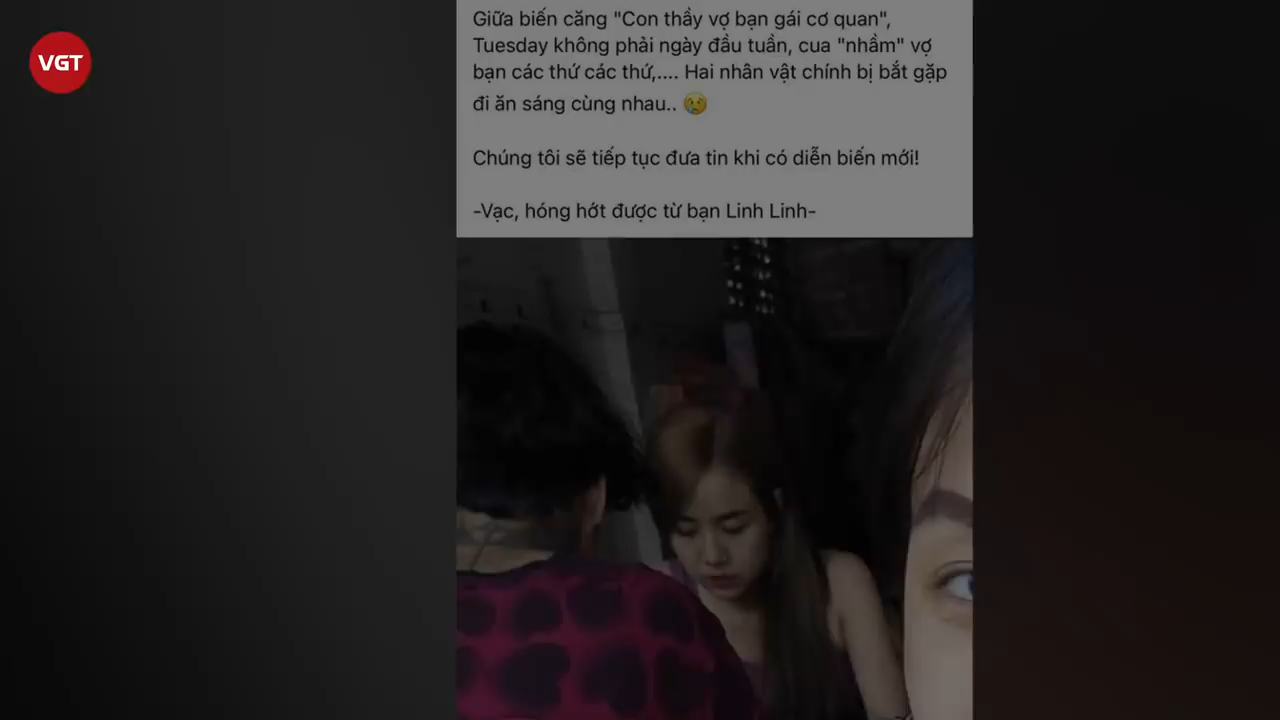 VGT
Giữa biến căng "Con thầy vợ bạn gái cơ quan",
Tuesday không phải ngày đầu tuần, cua "nhầm" vợ
bạn các thứ các thứ,.... Hai nhân vật chính bị bắt gặp
đi ăn sáng cùng nhau.. 😢
Chúng tôi sẽ tiếp tục đưa tin khi có diễn biến mới!
-Vạc, hóng hớt được từ bạn Linh Linh-